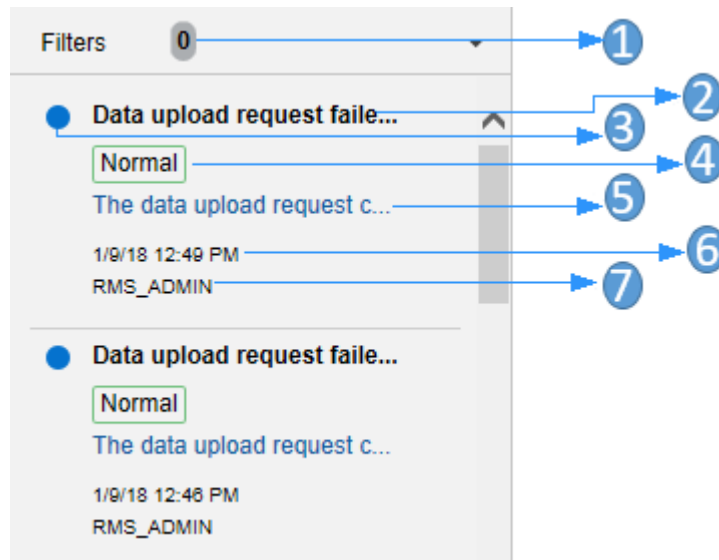 Filters 0 1
Data upload request faile... 2
3
Normal 4
The data upload request c... 5
1/9/18 12:49 PM 6
RMS_ADMIN 7
Data upload request faile...
Normal
The data upload request c...
1/9/18 12:46 PM
RMS_ADMIN